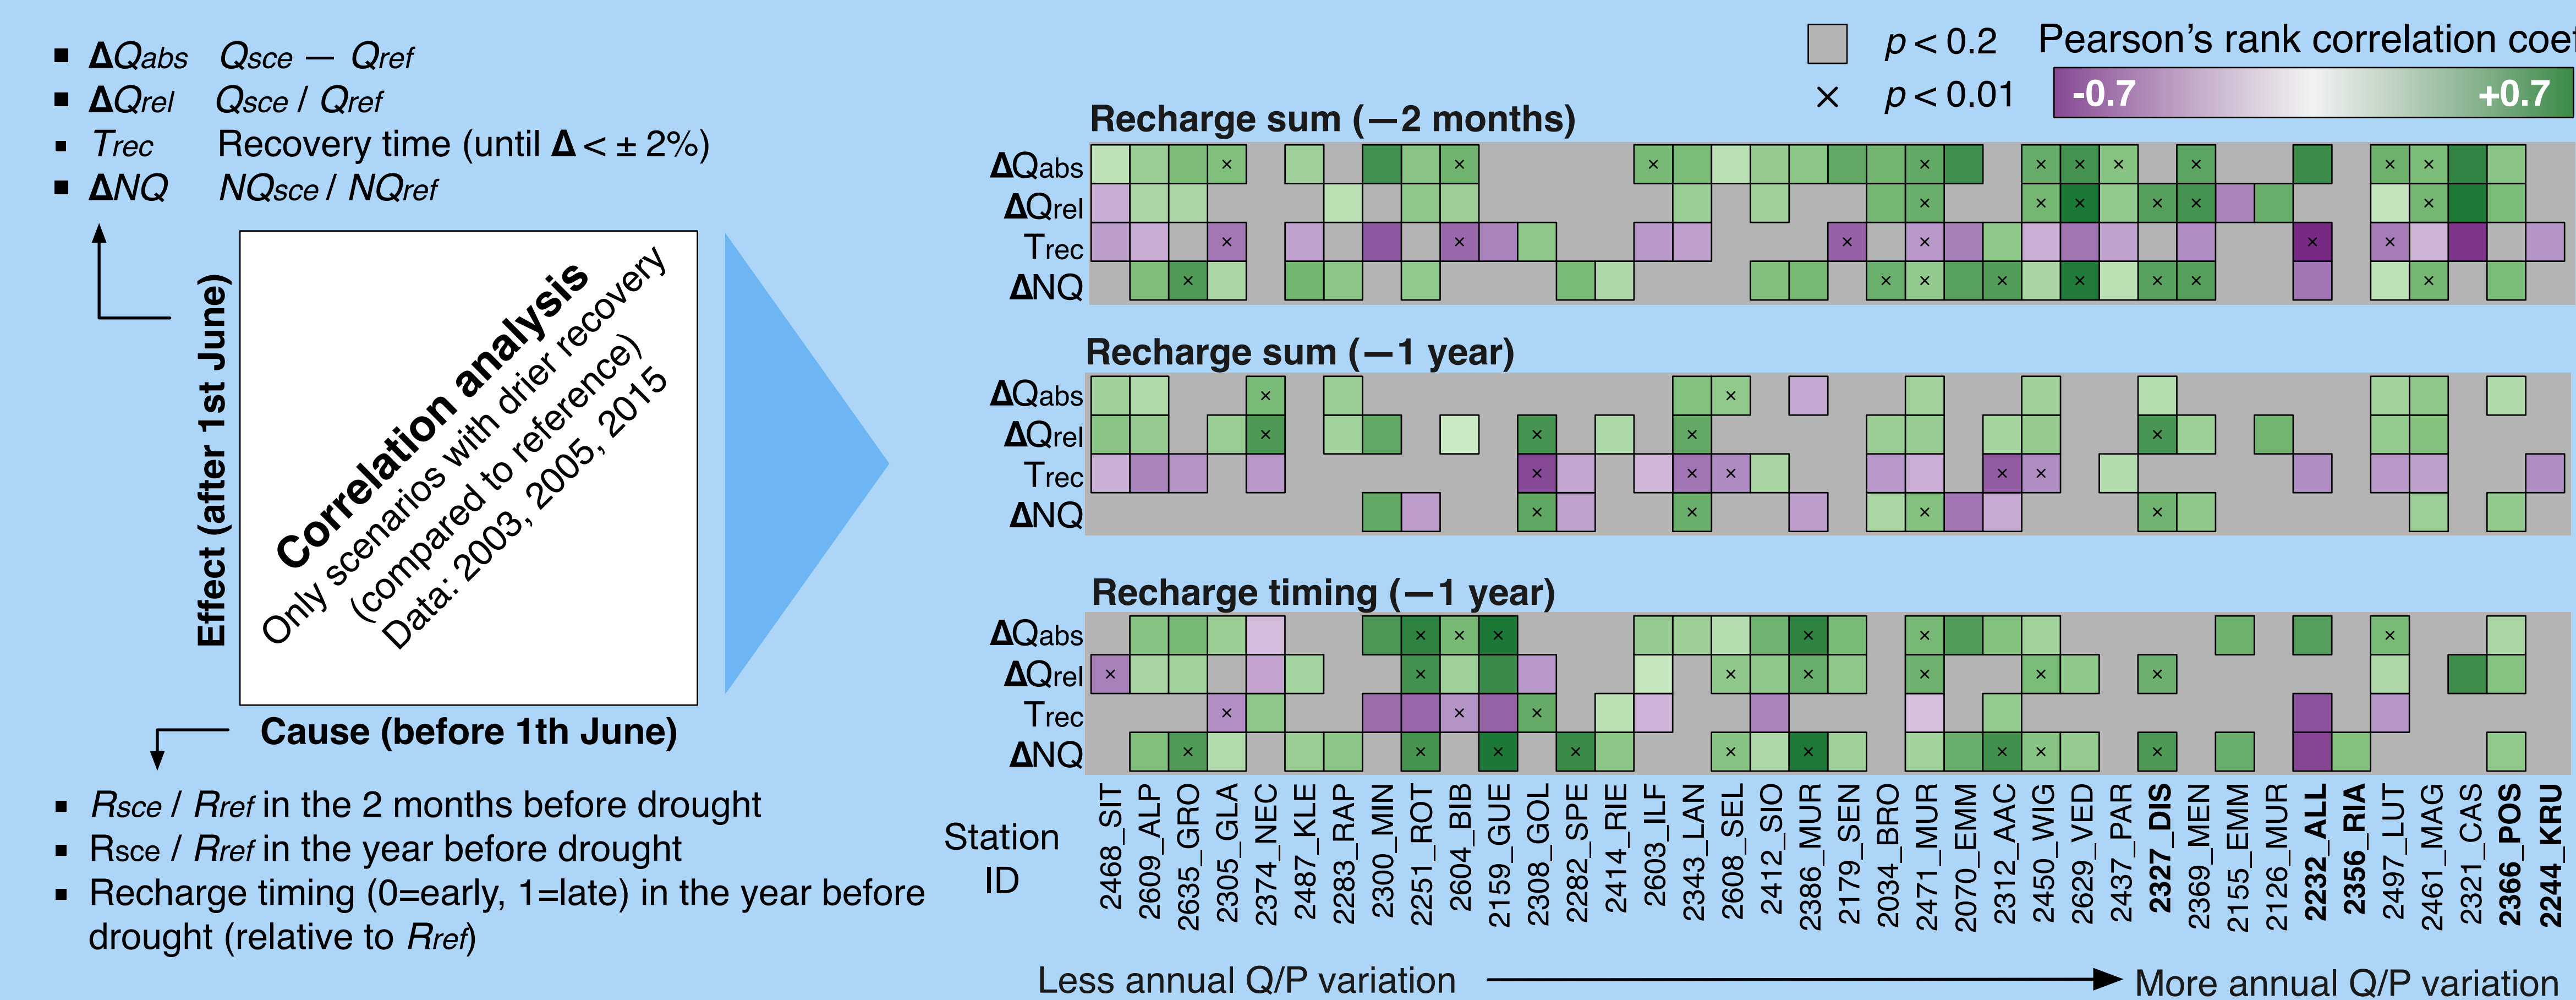 ▪ ΔQabs Qsce — Qref
▪ ΔQrel Qsce / Qref
▪ Trec Recovery time (until Δ < ± 2%)
▪ ΔNQ NQsce / NQref
Effect (after 1st June)
Correlation analysis
Only scenarios with drier recovery
(compared to reference)
Data: 2003, 2005, 2015
Cause (before 1th June)
▪ Rsce / Rref in the 2 months before drought
▪ Rsce / Rref in the year before drought
▪ Recharge timing (0=early, 1=late) in the year before
drought (relative to Rref)
p < 0.2
× p < 0.01
Pearson's rank correlation coef
-0.7 +0.7
Recharge sum (—2 months)
ΔQabs
ΔQrel
Trec
ΔNQ
Recharge sum (—1 year)
ΔQabs
ΔQrel
Trec
ΔNQ
Recharge timing (—1 year)
ΔQabs
ΔQrel
Trec
ΔNQ
Station
ID
2468_SIT
2609_ALP
2635_GRO
2305_GLA
2374_NEC
2487_KLE
2283_RAP
2300_MIN
2251_ROT
2604_BIB
2159_GUE
2308_GOL
2282_SPE
2414_RIE
2603_ILF
2343_LAN
2608_SEL
2412_SIO
2386_MUR
2179_SEN
2034_BRO
2471_MUR
2070_EMM
2312_AAC
2450_WIG
2629_VED
2437_PAR
2327_DIS
2369_MEN
2155_EMM
2126_MUR
2232_ALL
2356_RIA
2497_LUT
2461_MAG
2321_CAS
2366_POS
2244_KRU
Less annual Q/P variation
More annual Q/P variation